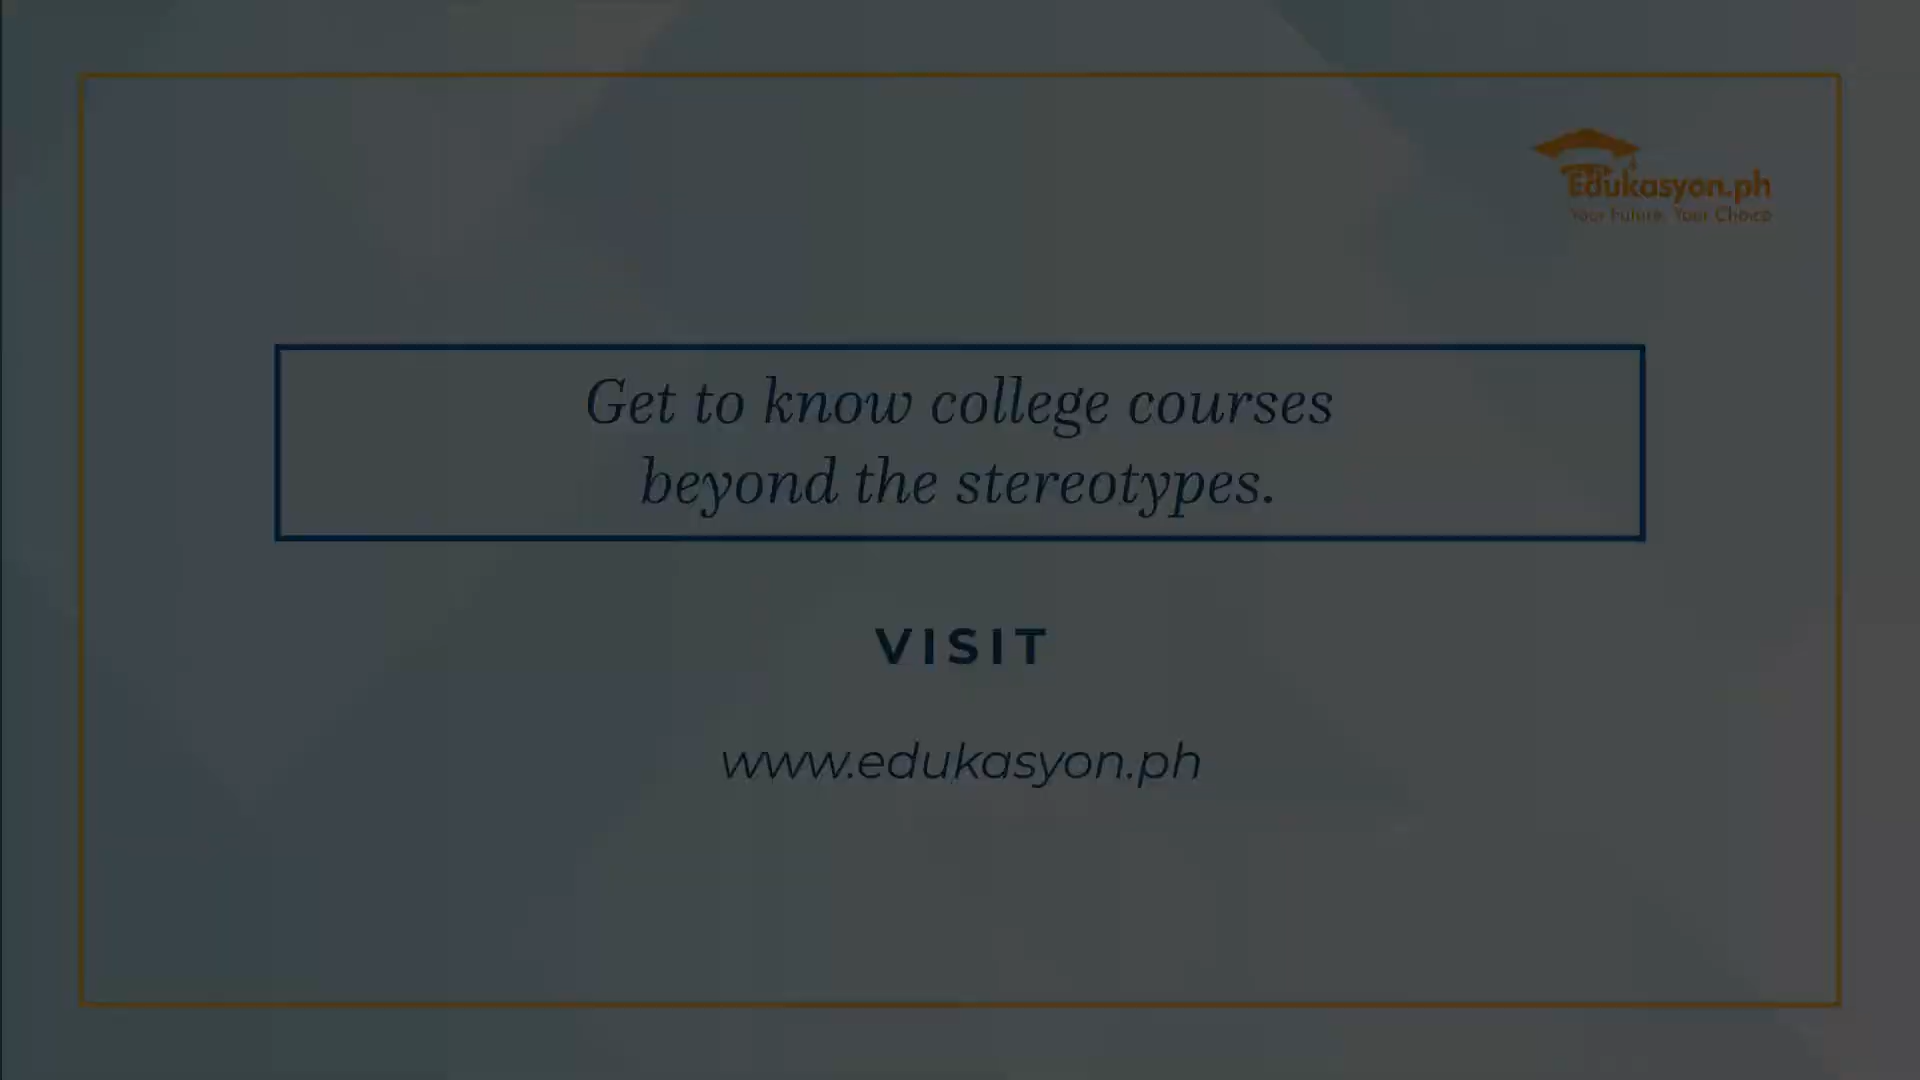 Edukasyon.ph
Your Future. Your Choice
Get to know college courses
beyond the stereotypes.
VISIT
www.edukasyon.ph